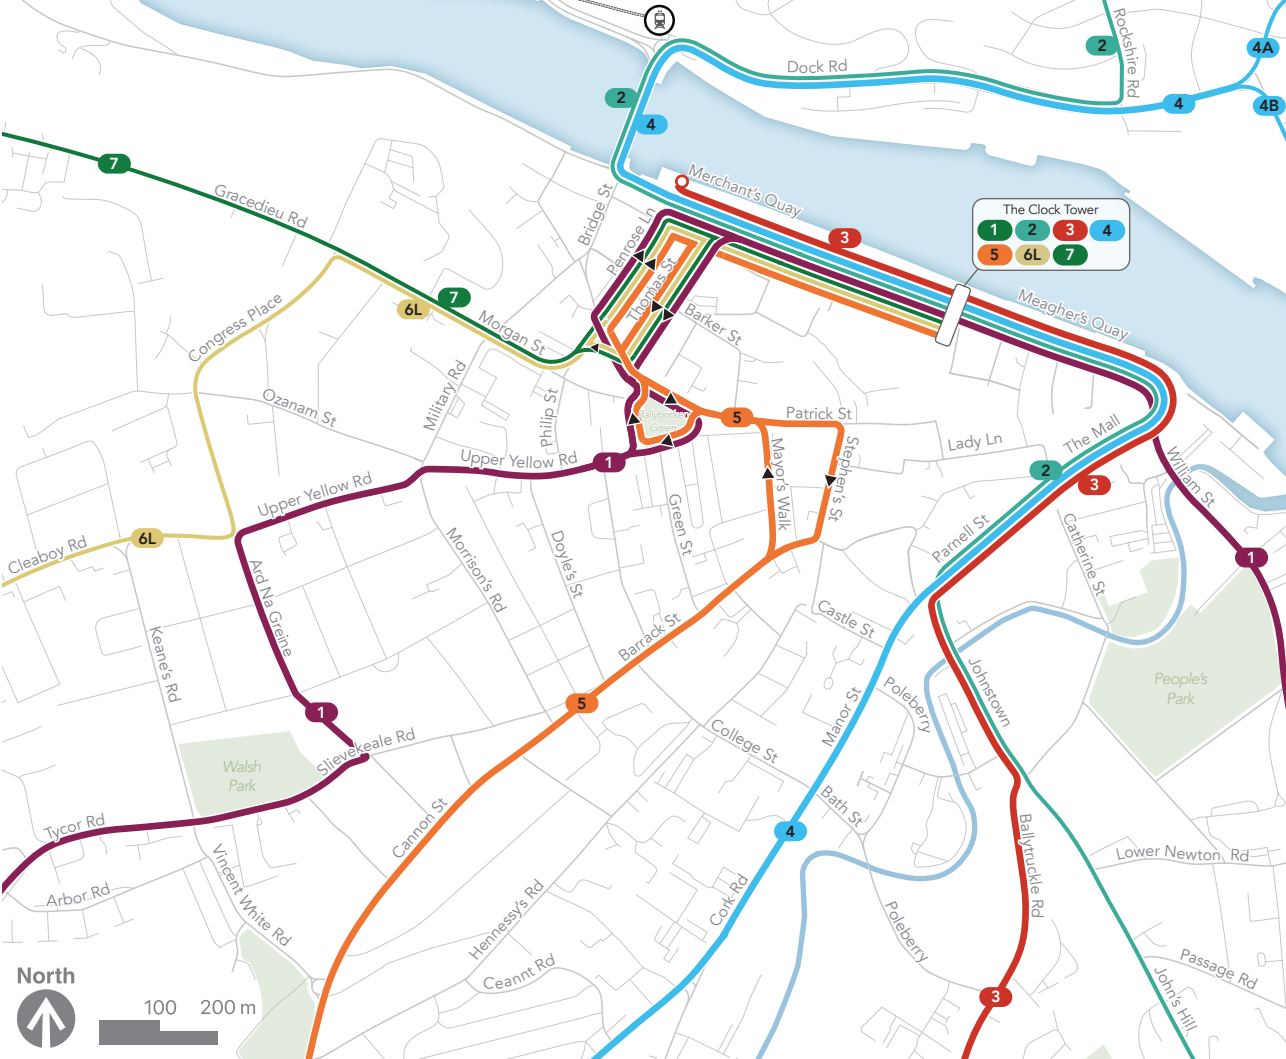 Dock Rd
Rockshire Rd
2
4A
2
4
4
4B
7
Gracedieu Rd
Merchant's Quay
Bridge St
Penrose Ln
3
The Clock Tower
1 2 3 4
5 6L 7
Thomas St
7
6L
Congress Place
Morgan St
Barker St
Meagher's Quay
Military Rd
Ozanam St
Philip St
Ballybricken
Green
5
Patrick St
Lady Ln
The Mall
2
3
William St
Upper Yellow Rd
1
Mayor's Walk
Stephen's St
Upper Yellow Rd
Green St
Parnell St
Catherine St
1
6L
Cleaboy Rd
Ard Na Greine
Morrison's Rd
Doyle's St
Keane's Rd
Barrack St
Castle St
Johnstown
Poleberry
People's
Park
1
5
Manor St
Slievekeale Rd
College St
Walsh
Park
Bath St
4
Tycor Rd
Cannon St
Ballytruckle Rd
Lower Newton Rd
Arbor Rd
Vincent White Rd
Hennessy's Rd
Cork Rd
Poleberry
Ceannt Rd
Passage Rd
John's Hill
3
North
100 200 m